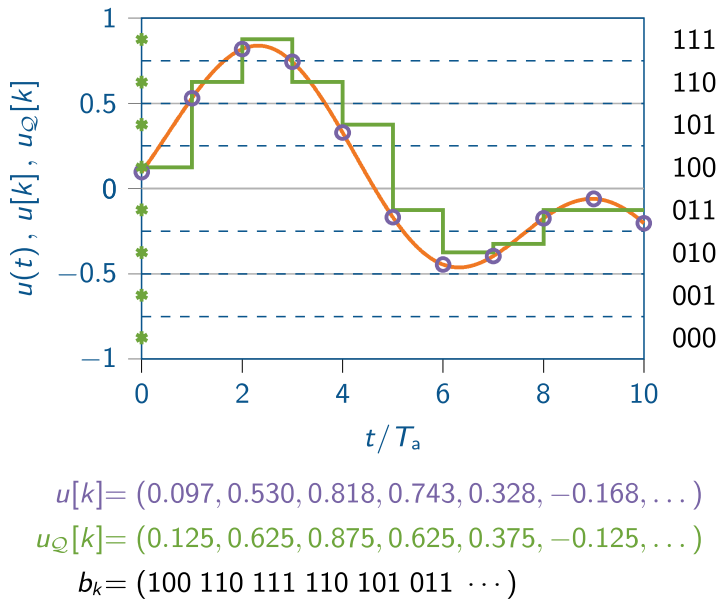 1
0.5
0
−0.5
−1
u(t) , u[k] , u_𝒬[k]
111
110
101
100
011
010
001
000
0 2 4 6 8 10
t/T_a
u[k]= (0.097, 0.530, 0.818, 0.743, 0.328, −0.168, . . . )
u_𝒬[k]= (0.125, 0.625, 0.875, 0.625, 0.375, −0.125, . . . )
b_k= (100 110 111 110 101 011 · · · )